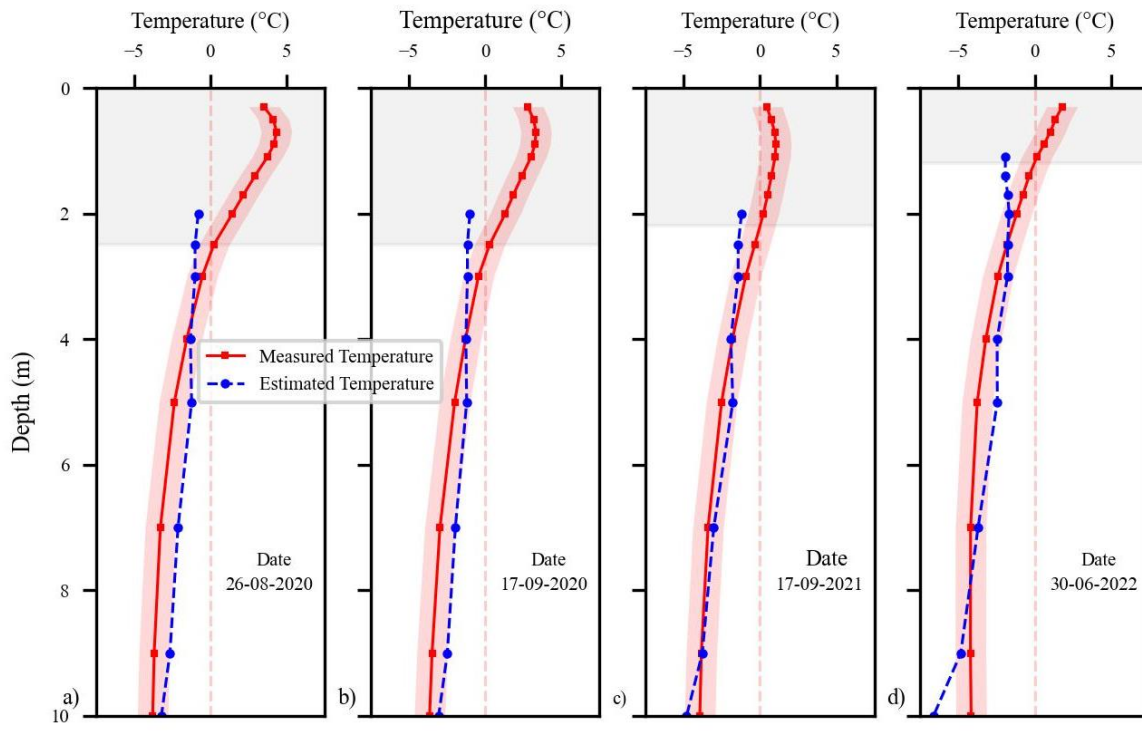 Temperature (°C) Temperature (°C) Temperature (°C) Temperature (°C)
−5 0 5 −5 0 5 −5 0 5 −5 0 5
0
2
4
6
8
10
Depth (m)
Measured Temperature
Estimated Temperature
Date
26-08-2020
a)
Date
17-09-2020
b)
Date
17-09-2021
c)
Date
30-06-2022
d)